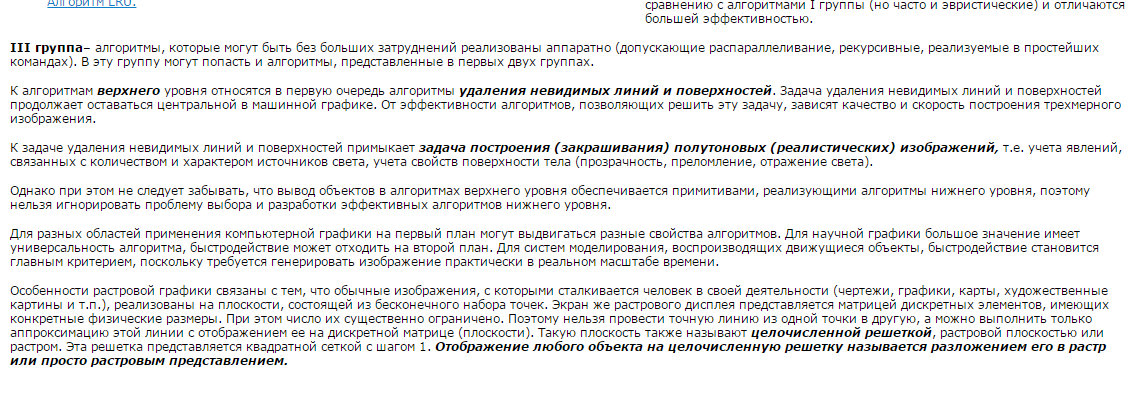 Алгоритм LRU.
сравнению с алгоритмами I группы (но часто и эвристические) и отличаются
большей эффективностью.
III группа– алгоритмы, которые могут быть без больших затруднений реализованы аппаратно (допускающие распараллеливание, рекурсивные, реализуемые в простейших
командах). В эту группу могут попасть и алгоритмы, представленные в первых двух группах.
К алгоритмам верхнего уровня относятся в первую очередь алгоритмы удаления невидимых линий и поверхностей. Задача удаления невидимых линий и поверхностей
продолжает оставаться центральной в машинной графике. От эффективности алгоритмов, позволяющих решить эту задачу, зависят качество и скорость построения трехмерного
изображения.
К задаче удаления невидимых линий и поверхностей примыкает задача построения (закрашивания) полутоновых (реалистических) изображений, т.е. учета явлений,
связанных с количеством и характером источников света, учета свойств поверхности тела (прозрачность, преломление, отражение света).
Однако при этом не следует забывать, что вывод объектов в алгоритмах верхнего уровня обеспечивается примитивами, реализующими алгоритмы нижнего уровня, поэтому
нельзя игнорировать проблему выбора и разработки эффективных алгоритмов нижнего уровня.
Для разных областей применения компьютерной графики на первый план могут выдвигаться разные свойства алгоритмов. Для научной графики большое значение имеет
универсальность алгоритма, быстродействие может отходить на второй план. Для систем моделирования, воспроизводящих движущиеся объекты, быстродействие становится
главным критерием, поскольку требуется генерировать изображение практически в реальном масштабе времени.
Особенности растровой графики связаны с тем, что обычные изображения, с которыми сталкивается человек в своей деятельности (чертежи, графики, карты, художественные
картины и т.п.), реализованы на плоскости, состоящей из бесконечного набора точек. Экран же растрового дисплея представляется матрицей дискретных элементов, имеющих
конкретные физические размеры. При этом число их существенно ограничено. Поэтому нельзя провести точную линию из одной точки в другую, а можно выполнить только
аппроксимацию этой линии с отображением ее на дискретной матрице (плоскости). Такую плоскость также называют целочисленной решеткой, растровой плоскостью или
растром. Эта решетка представляется квадратной сеткой с шагом 1. Отображение любого объекта на целочисленную решетку называется разложением его в растр
или просто растровым представлением.